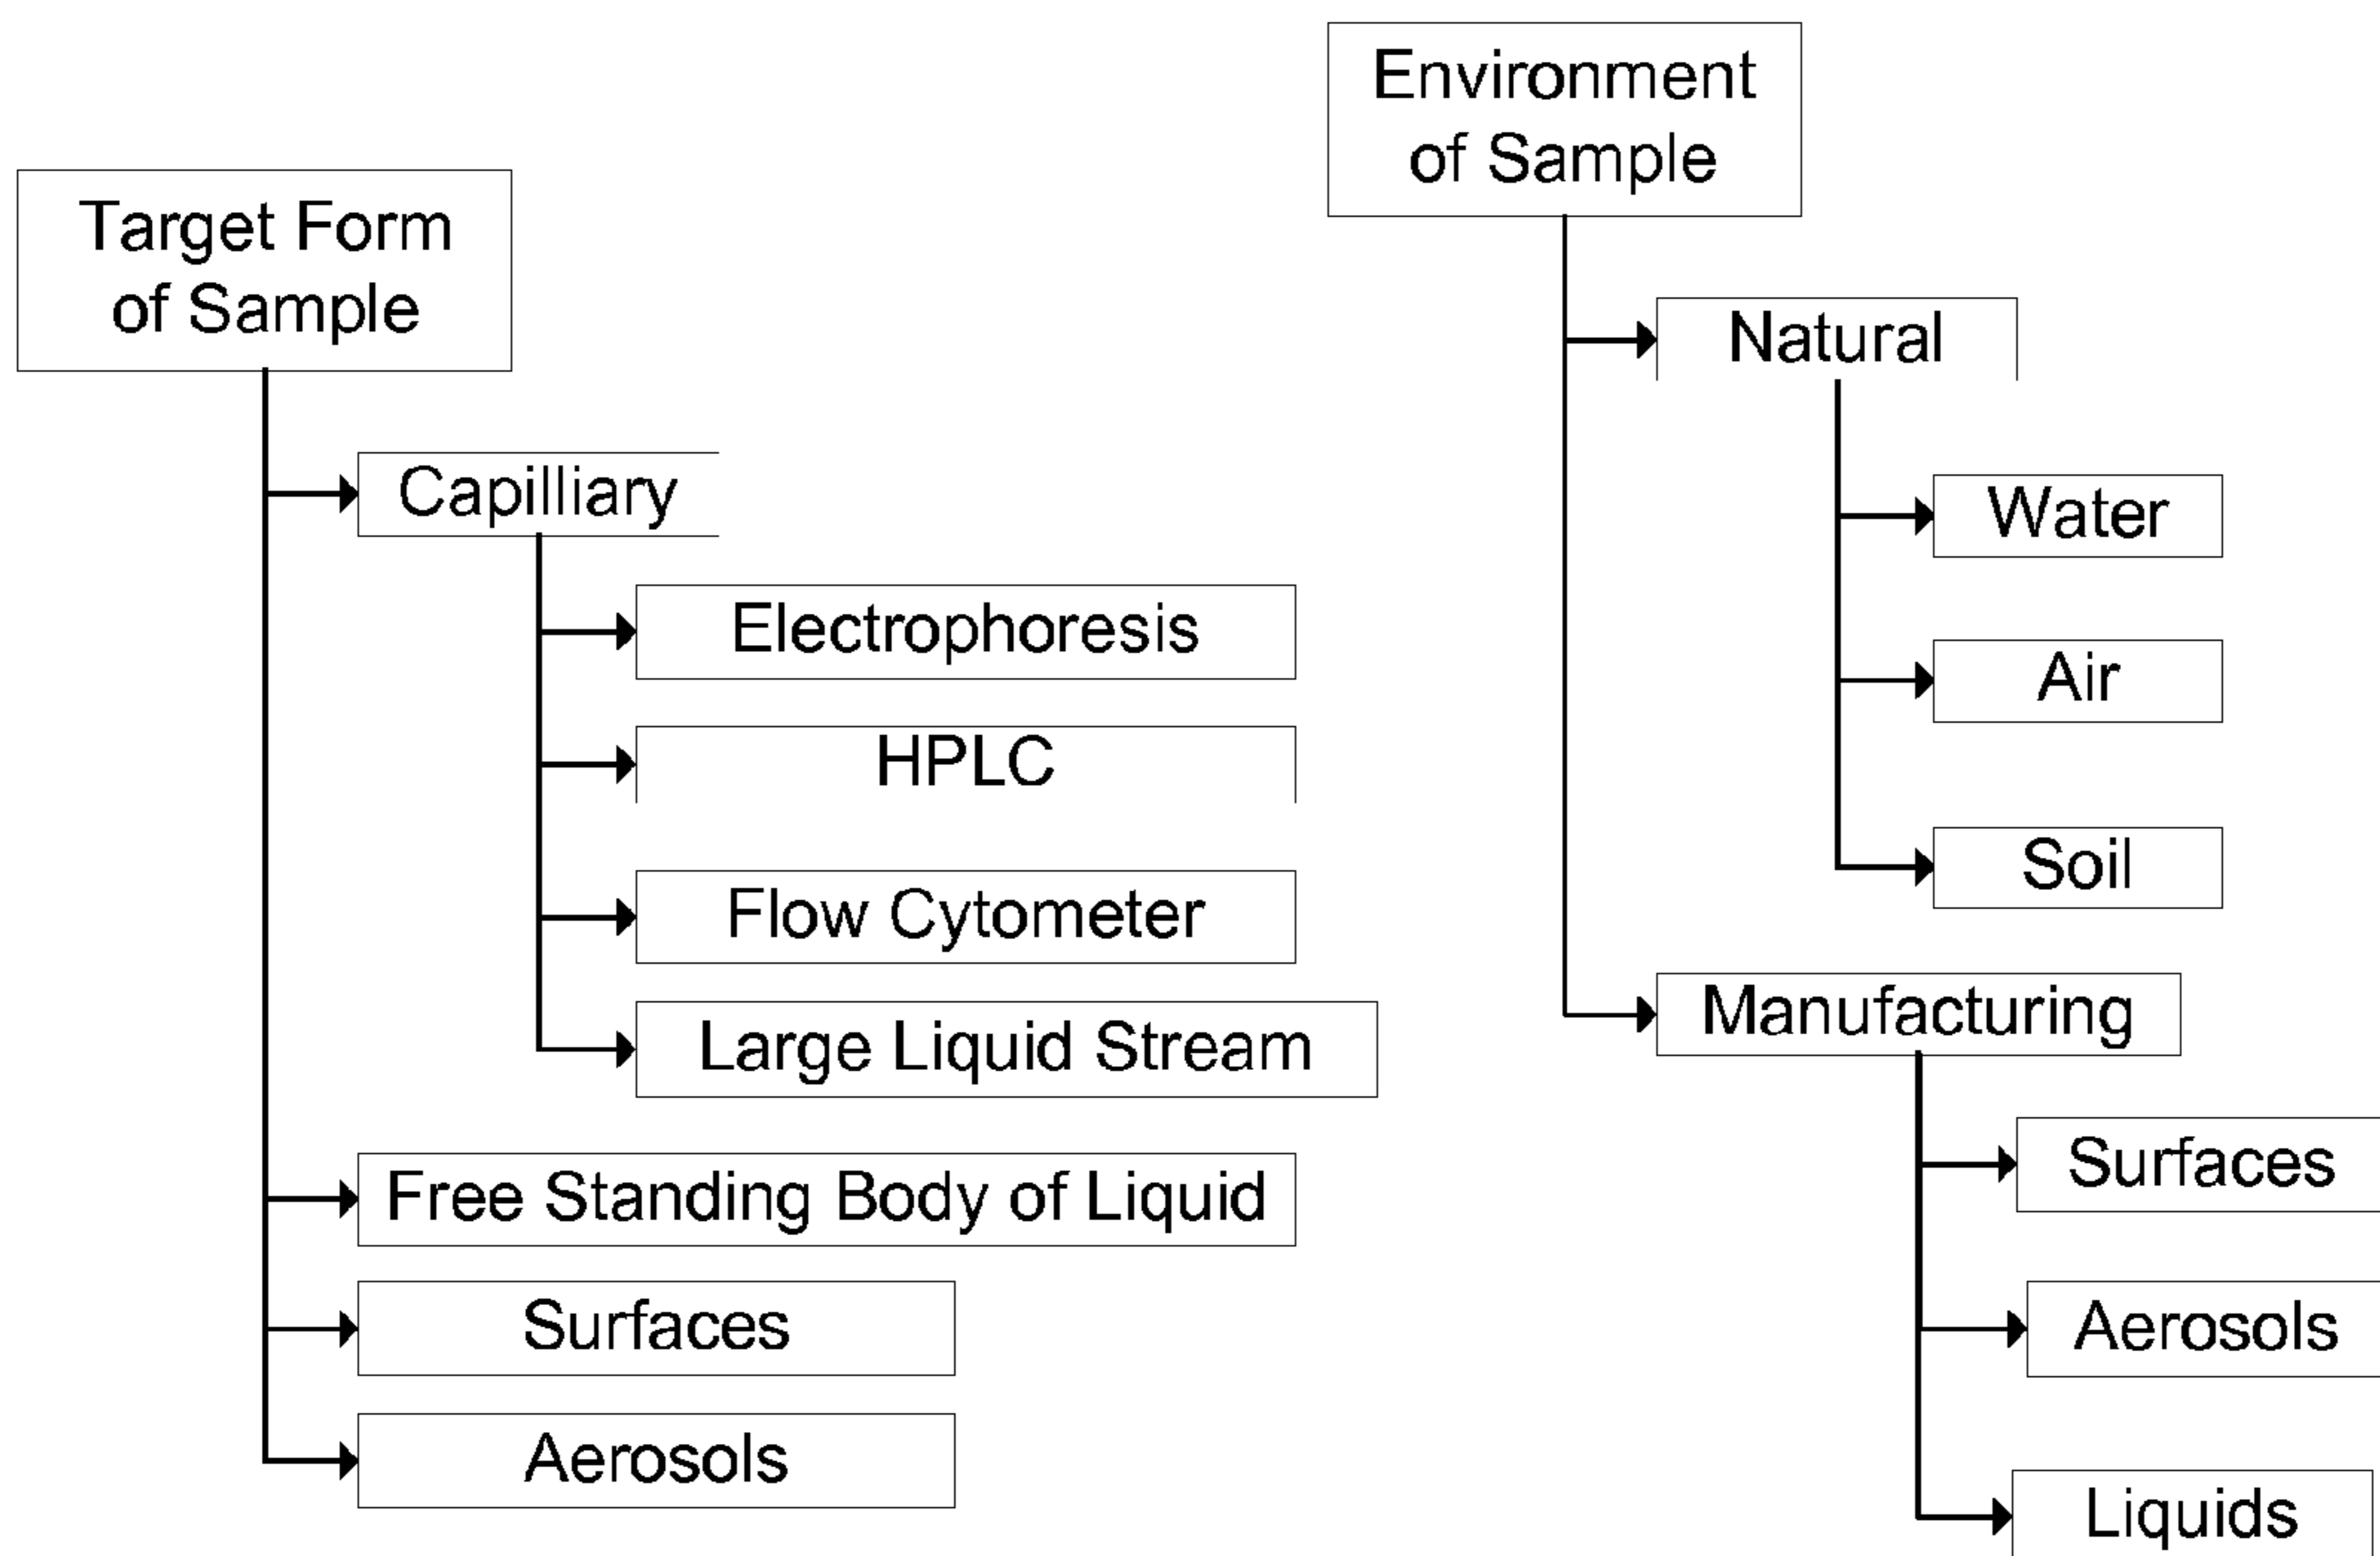 Target Form
of Sample
Capilliary
Electrophoresis
HPLC
Flow Cytometer
Large Liquid Stream
Free Standing Body of Liquid
Surfaces
Aerosols
Environment
of Sample
Natural
Water
Air
Soil
Manufacturing
Surfaces
Aerosols
Liquids